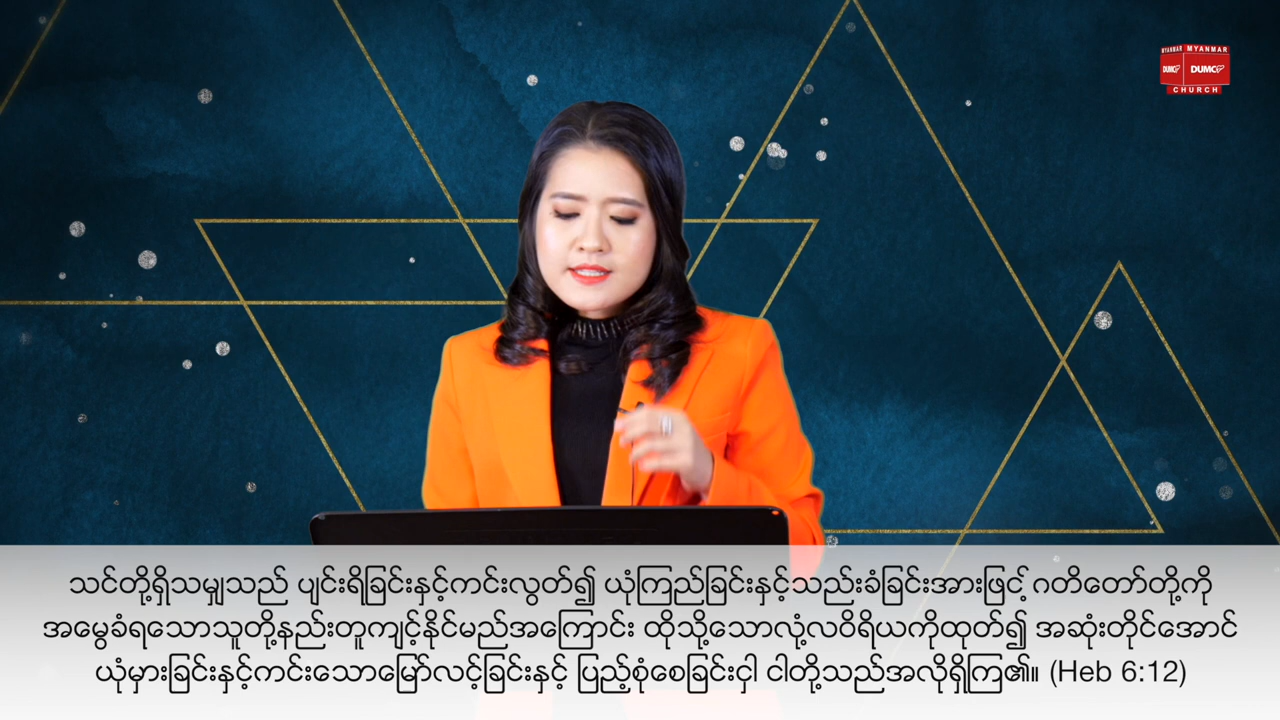 MYANMAR MYANMAR
DUMC DUMC
CHURCH
သင်တို့ရှိသမျှသည် ပျင်းရိခြင်းနှင့်ကင်းလွတ်၍ ယုံကြည်ခြင်းနှင့်သည်းခံခြင်းအားဖြင့် ဂတိတော်တို့ကို
အမွေခံရသောသူတို့နည်းတူကျင့်နိုင်မည်အကြောင်း ထိုသို့သောလုံ့လဝိရိယကိုထုတ်၍ အဆုံးတိုင်အောင်
ယုံမှားခြင်းနှင့်ကင်းသောမြော်လင့်ခြင်းနှင့် ပြည့်စုံစေခြင်းငှါ ငါတို့သည်အလိုရှိကြ၏။ (Heb 6:12)